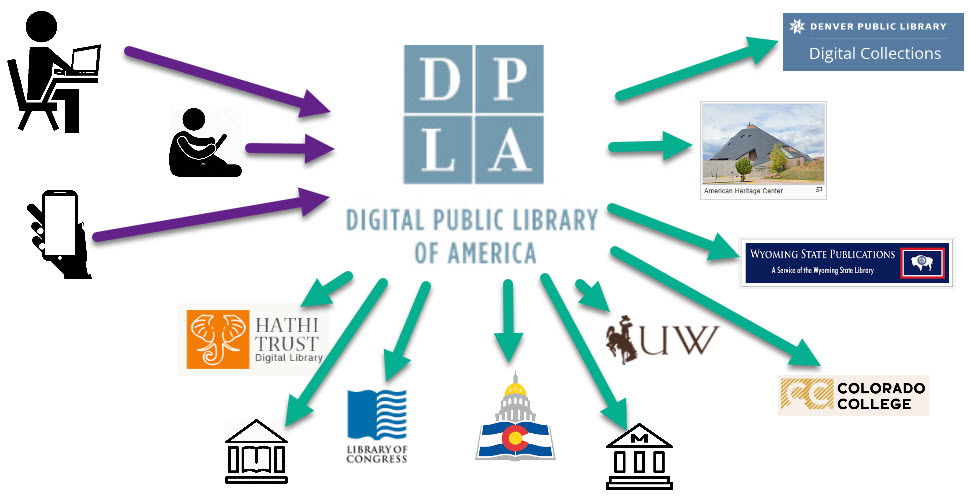 DENVER PUBLIC LIBRARY
Digital Collections
D P
L A
DIGITAL PUBLIC LIBRARY
OF AMERICA
American Heritage Center
WYOMING STATE PUBLICATIONS
A Service of the Wyoming State Library
HATHI
TRUST
Digital Library
UW
CC
COLORADO
COLLEGE
LIBRARY OF
CONGRESS
C
M